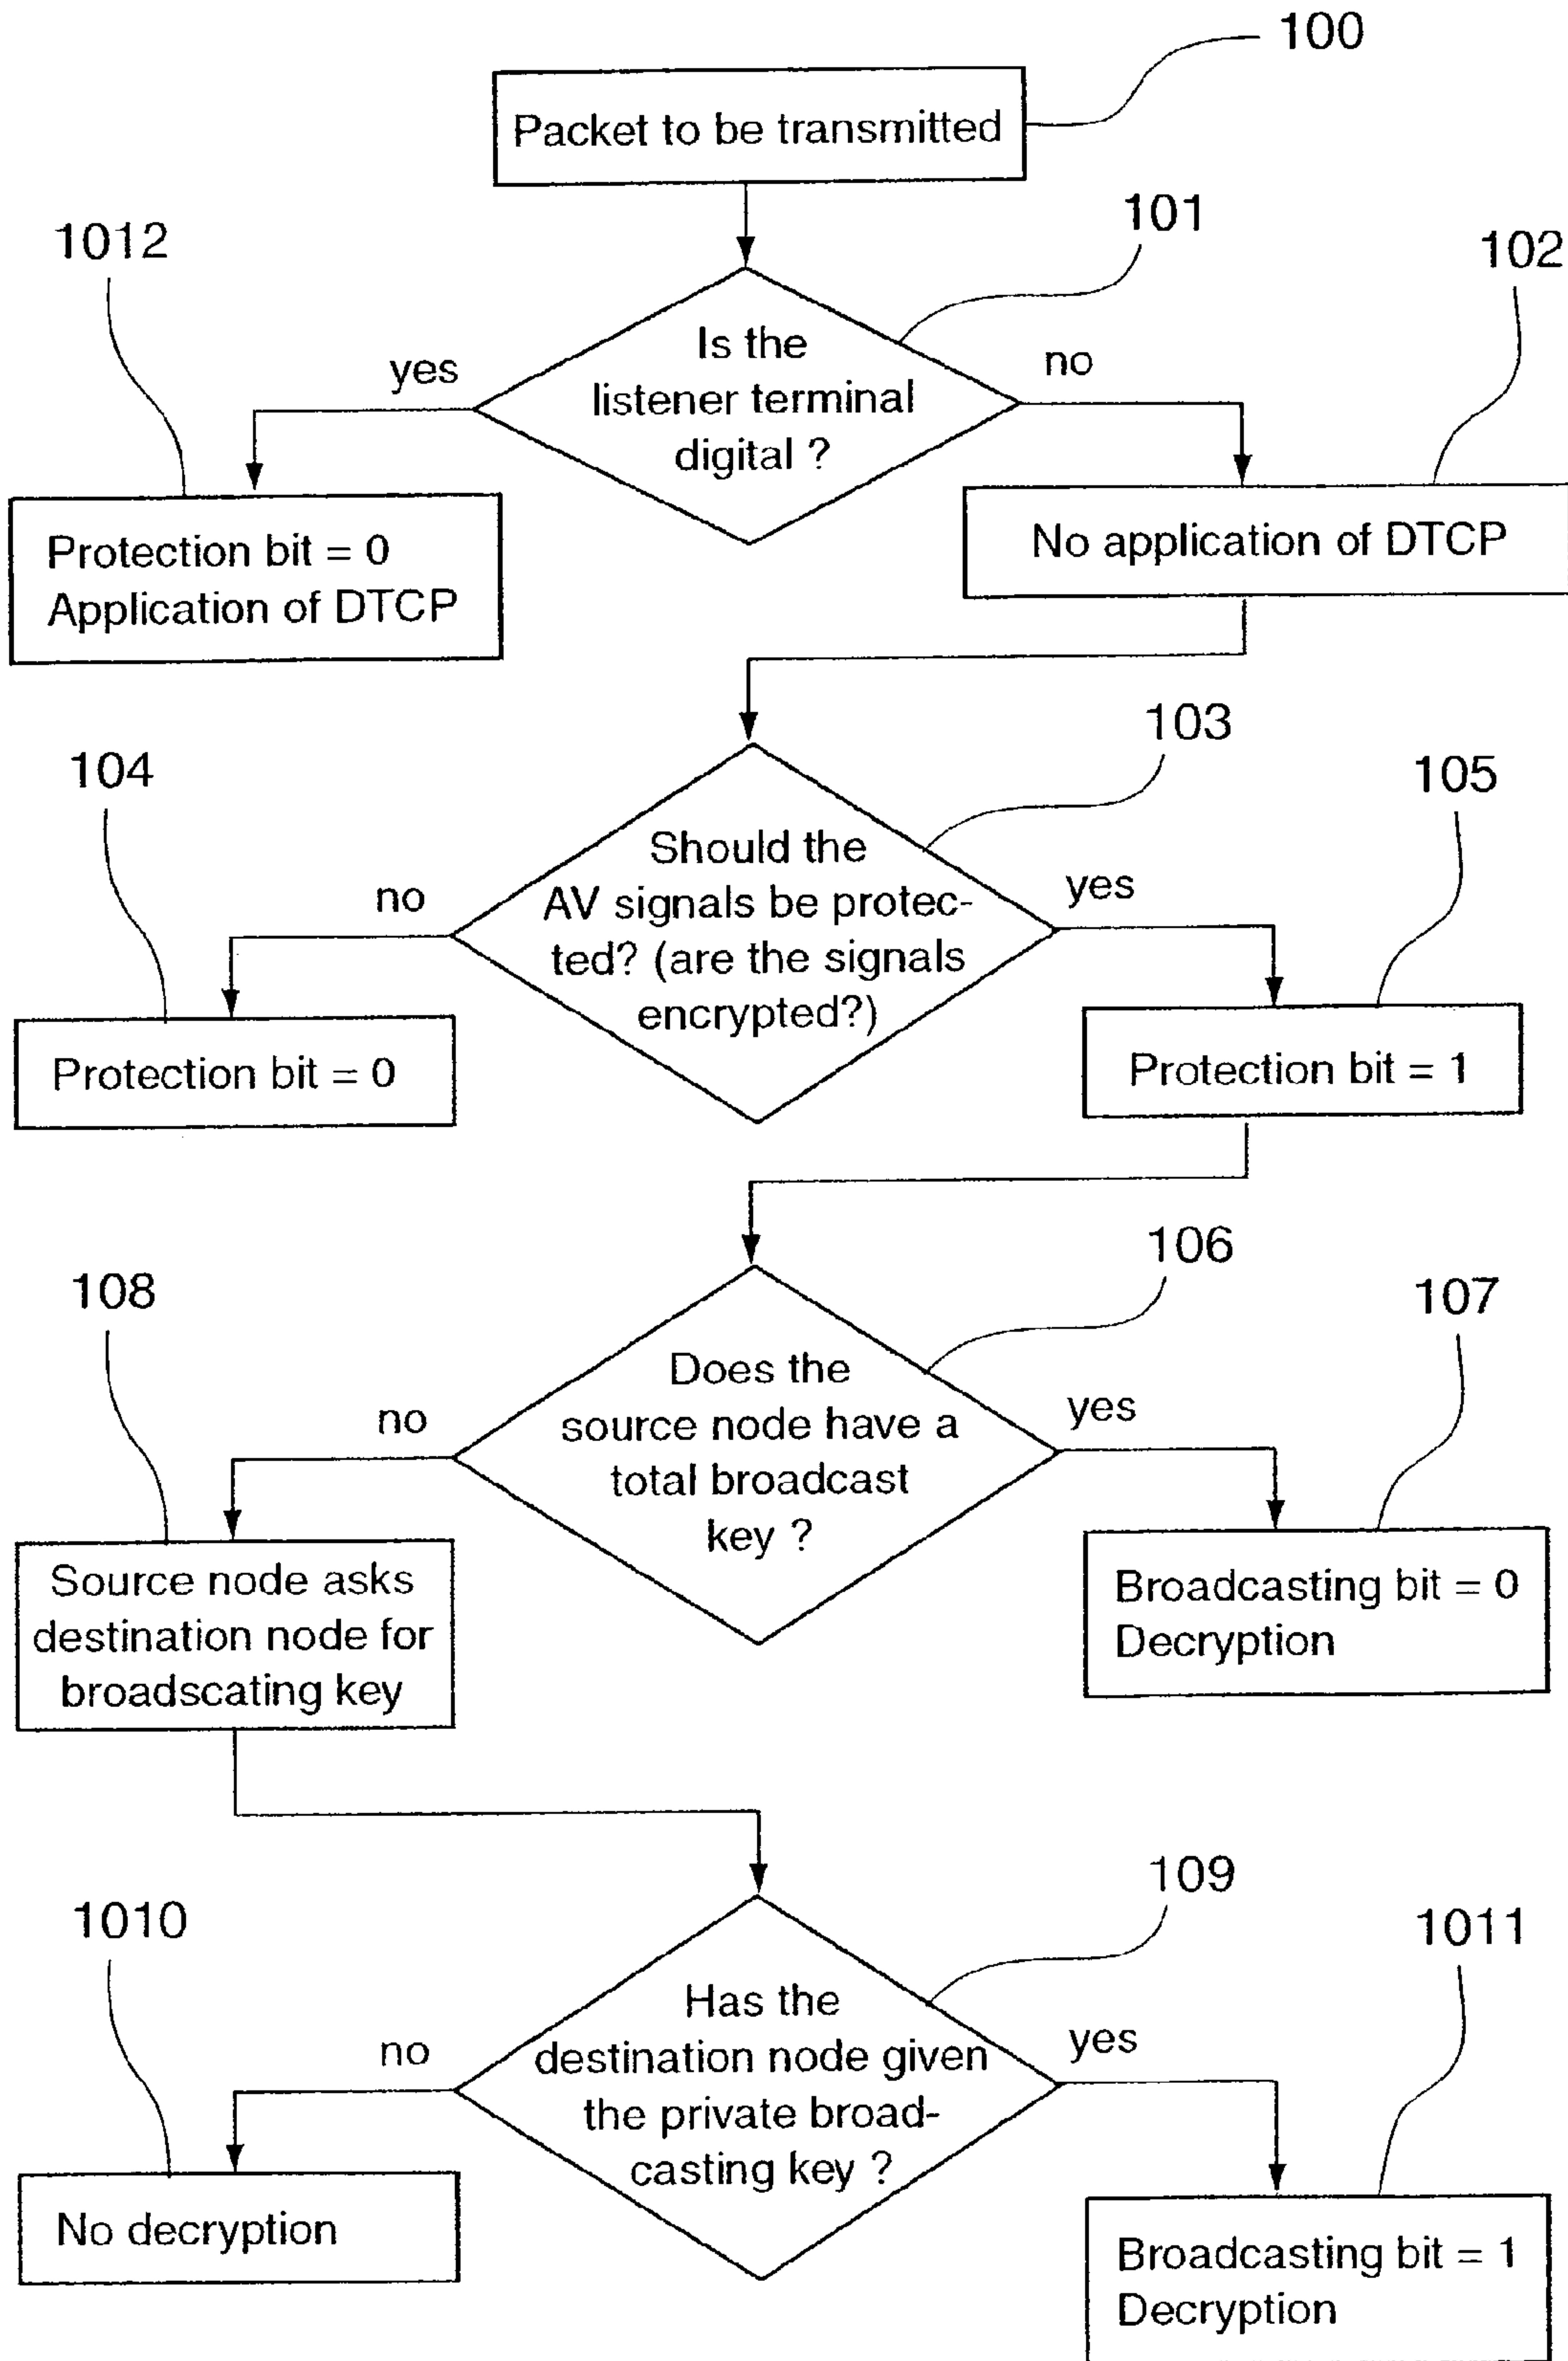 100
Packet to be transmitted
101
1012
102
Is the
listener terminal
digital ?
yes
no
Protection bit = 0
Application of DTCP
No application of DTCP
103
104
105
Should the
AV signals be protec-
ted? (are the signals
encrypted?)
no
yes
Protection bit = 0
Protection bit = 1
106
108
107
Does the
source node have a
total broadcast
key ?
no
yes
Source node asks
destination node for
broadscating key
Broadcasting bit = 0
Decryption
109
1010
1011
Has the
destination node given
the private broad-
casting key ?
no
yes
No decryption
Broadcasting bit = 1
Decryption